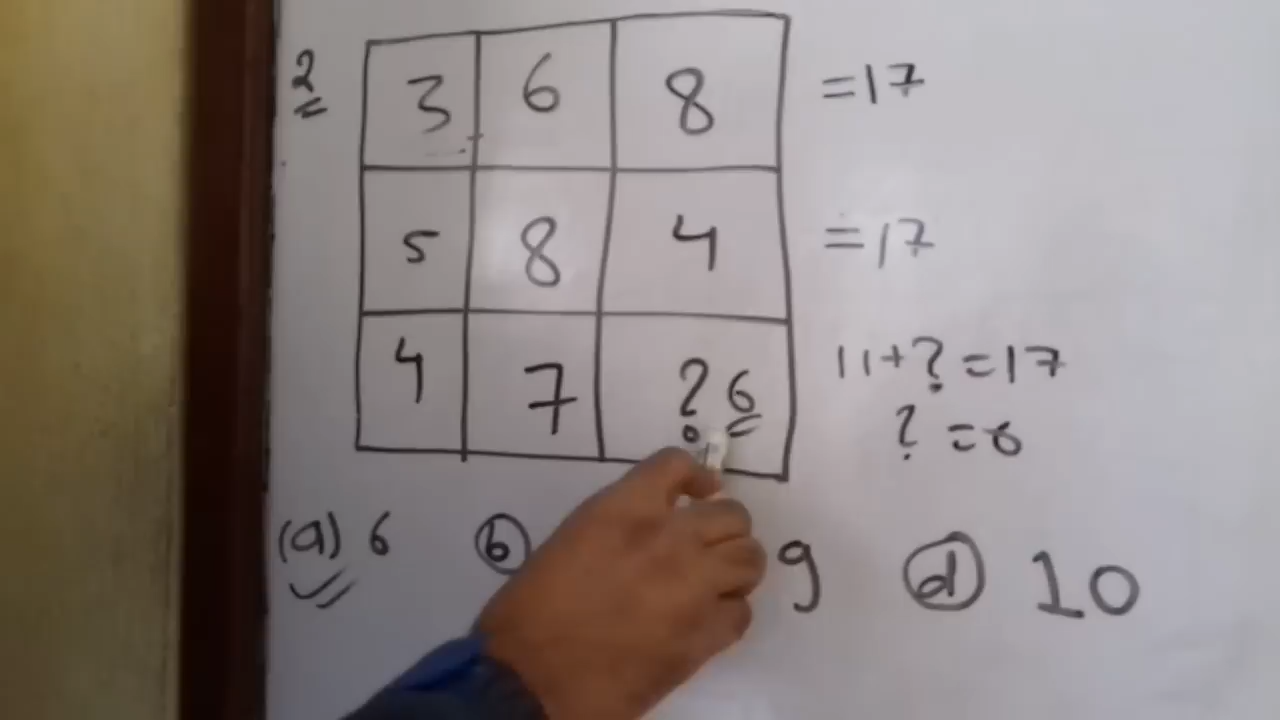 2 3 6 8 =17
5 8 4 =17
4 7 ? 6 11+?=17
?=6
(a) 6 (b) 9 (d) 10